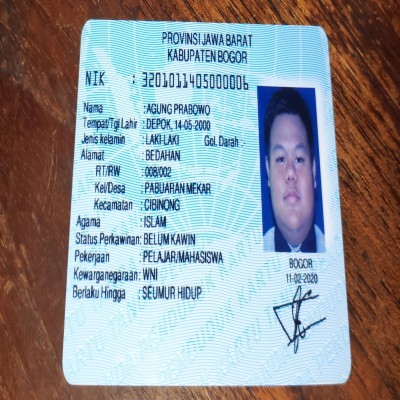 PROVINSI JAWA BARAT
KABUPATEN BOGOR
NIK : 3201011405000006
Nama : AGUNG PRABOWO
Tempat/Tgl Lahir : DEPOK, 14-05-2000
Jenis kelamin : LAKI-LAKI Gol. Darah : -
Alamat : BEDAHAN
RT/RW : 008/002
Kel/Desa : PABUARAN MEKAR
Kecamatan : CIBINONG
Agama : ISLAM
Status Perkawinan: BELUM KAWIN
Pekerjaan : PELAJAR/MAHASISWA
Kewarganegaraan: WNI
Berlaku Hingga : SEUMUR HIDUP
BOGOR
11-02-2020